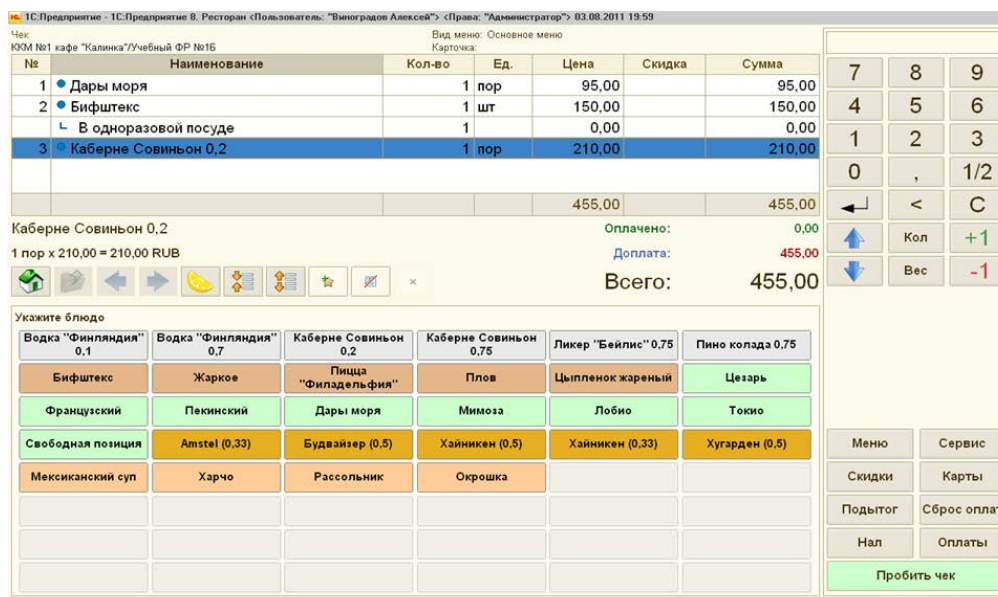 1С:Предприятие - 1С:Предприятие 8. Ресторан <Пользователь: "Виноградов Алексей"> <Права: "Администратор"> 03.08.2011 19:59
Чек Вид меню: Основное меню
ККМ №1 кафе "Калинка"/Учебный ФР №16 Карточка:
№ Наименование Кол-во Ед. Цена Скидка Сумма
1 Дары моря 1 пор 95,00 95,00
2 Бифштекс 1 шт 150,00 150,00
В одноразовой посуде 1 0,00 0,00
3 Каберне Совиньон 0,2 1 пор 210,00 210,00
455,00 455,00
Каберне Совиньон 0,2 Оплачено: 0,00
1 пор x 210,00 = 210,00 RUB Доплата: 455,00
Всего: 455,00
7 8 9
4 5 6
1 2 3
0 , 1/2
< C
Кол +1
Вес -1
Укажите блюдо
Водка "Финляндия" 0,1 Водка "Финляндия" 0,7 Каберне Совиньон 0,2 Каберне Совиньон 0,75 Ликер "Бейлис" 0,75 Пино колада 0,75
Бифштекс Жаркое Пицца "Филадельфия" Плов Цыпленок жареный Цезарь
Французский Пекинский Дары моря Мимоза Лобио Токио
Свободная позиция Amstel (0,33) Будвайзер (0,5) Хайникен (0,5) Хайникен (0,33) Хугарден (0,5)
Мексиканский суп Харчо Рассольник Окрошка
Меню Сервис
Скидки Карты
Подытог Сброс оплат
Нал Оплаты
Пробить чек